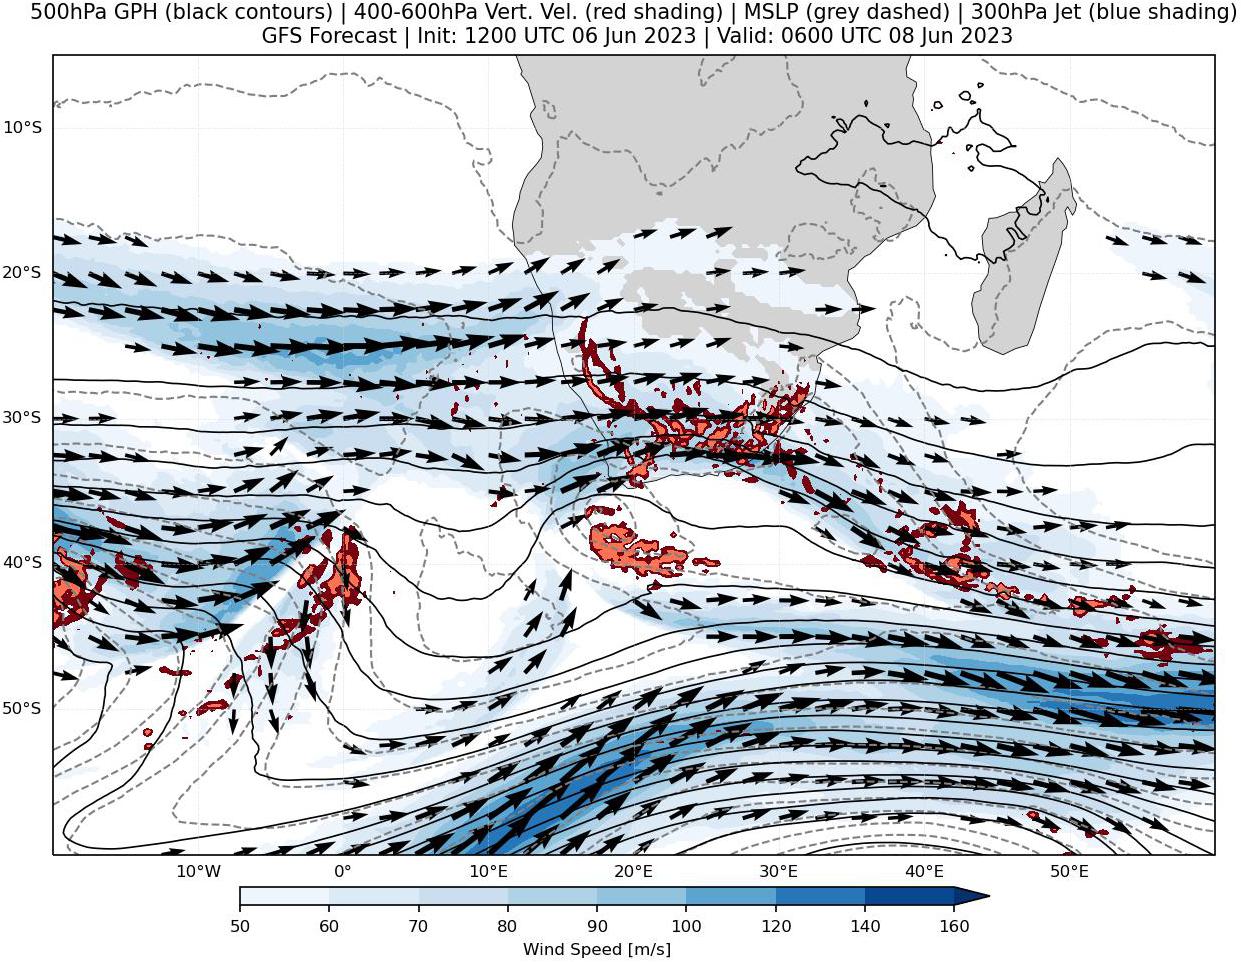 500hPa GPH (black contours) | 400-600hPa Vert. Vel. (red shading) | MSLP (grey dashed) | 300hPa Jet (blue shading)
GFS Forecast | Init: 1200 UTC 06 Jun 2023 | Valid: 0600 UTC 08 Jun 2023
10°S
20°S
30°S
40°S
50°S
10°W 0° 10°E 20°E 30°E 40°E 50°E
50 60 70 80 90 100 120 140 160
Wind Speed [m/s]